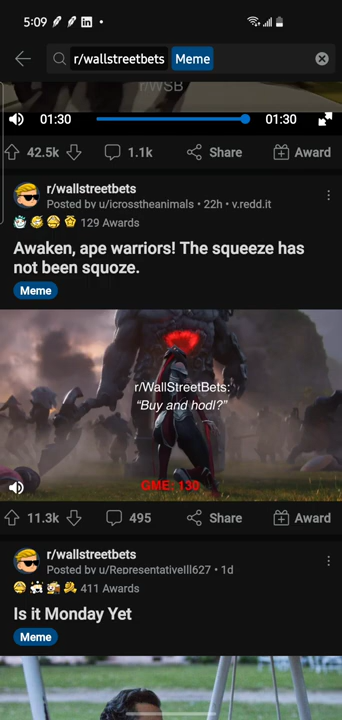 5:09
r/wallstreetbets Meme
r/WSB
01:30 01:30
42.5k 1.1k Share Award
r/wallstreetbets
Posted by u/icrosstheanimals • 22h • v.redd.it
129 Awards
Awaken, ape warriors! The squeeze has
not been squoze.
Meme
r/WallStreetBets:
“Buy and hodl?”
GME: 130
11.3k 495 Share Award
r/wallstreetbets
Posted by u/RepresentativeIll627 • 1d
411 Awards
Is it Monday Yet
Meme